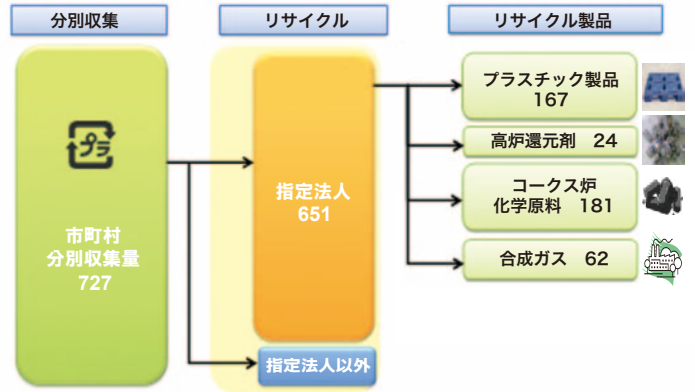 分別収集
リサイクル
リサイクル製品
プラ
市町村
分別収集量
727
指定法人
651
指定法人以外
プラスチック製品
167
高炉還元剤 24
コークス炉
化学原料 181
合成ガス 62